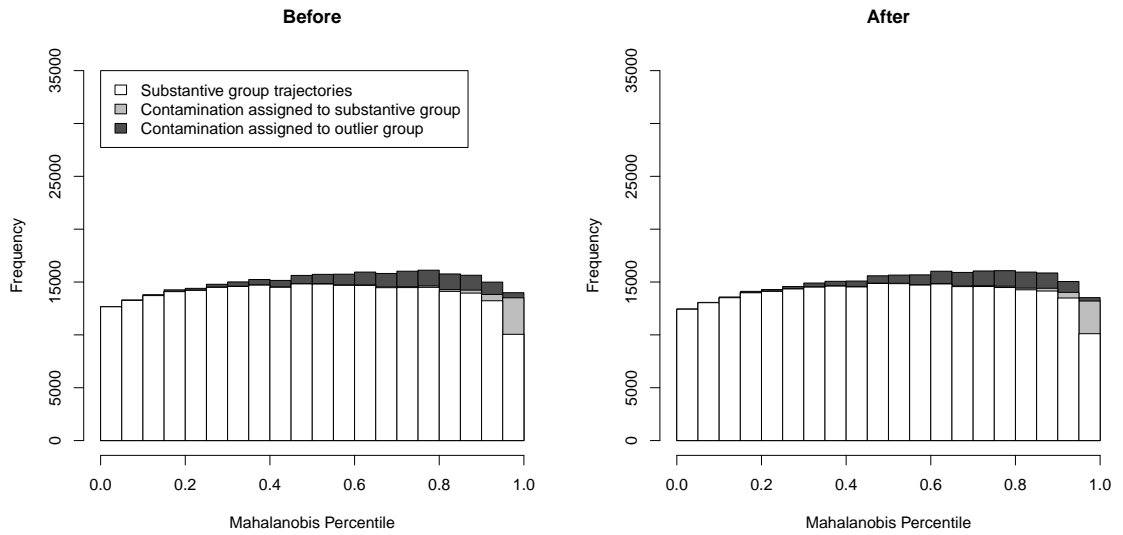 Before
Frequency
0
5000
15000
25000
35000
Substantive group trajectories
Contamination assigned to substantive group
Contamination assigned to outlier group
0.0 0.2 0.4 0.6 0.8 1.0
Mahalanobis Percentile
After
Frequency
0
5000
15000
25000
35000
0.0 0.2 0.4 0.6 0.8 1.0
Mahalanobis Percentile